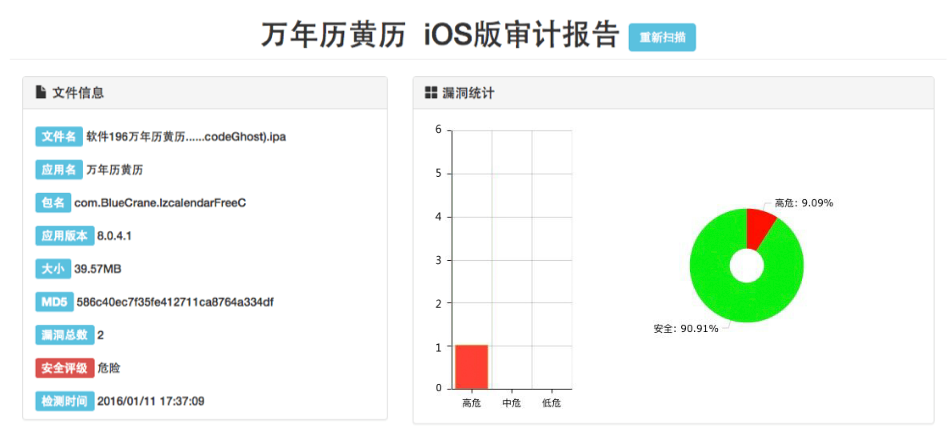 万年历黄历 iOS版审计报告 重新扫描
文件信息
文件名 软件196万年历黄历......codeGhost).ipa
应用名 万年历黄历
包名 com.BlueCrane.lzcalendarFreeC
应用版本 8.0.4.1
大小 39.57MB
MD5 586c40ec7f35fe412711ca8764a334df
漏洞总数 2
安全评级 危险
检测时间 2016/01/11 17:37:09
漏洞统计
6
5
4
3
2
1
0
高危 中危 低危
高危: 9.09%
安全: 90.91%